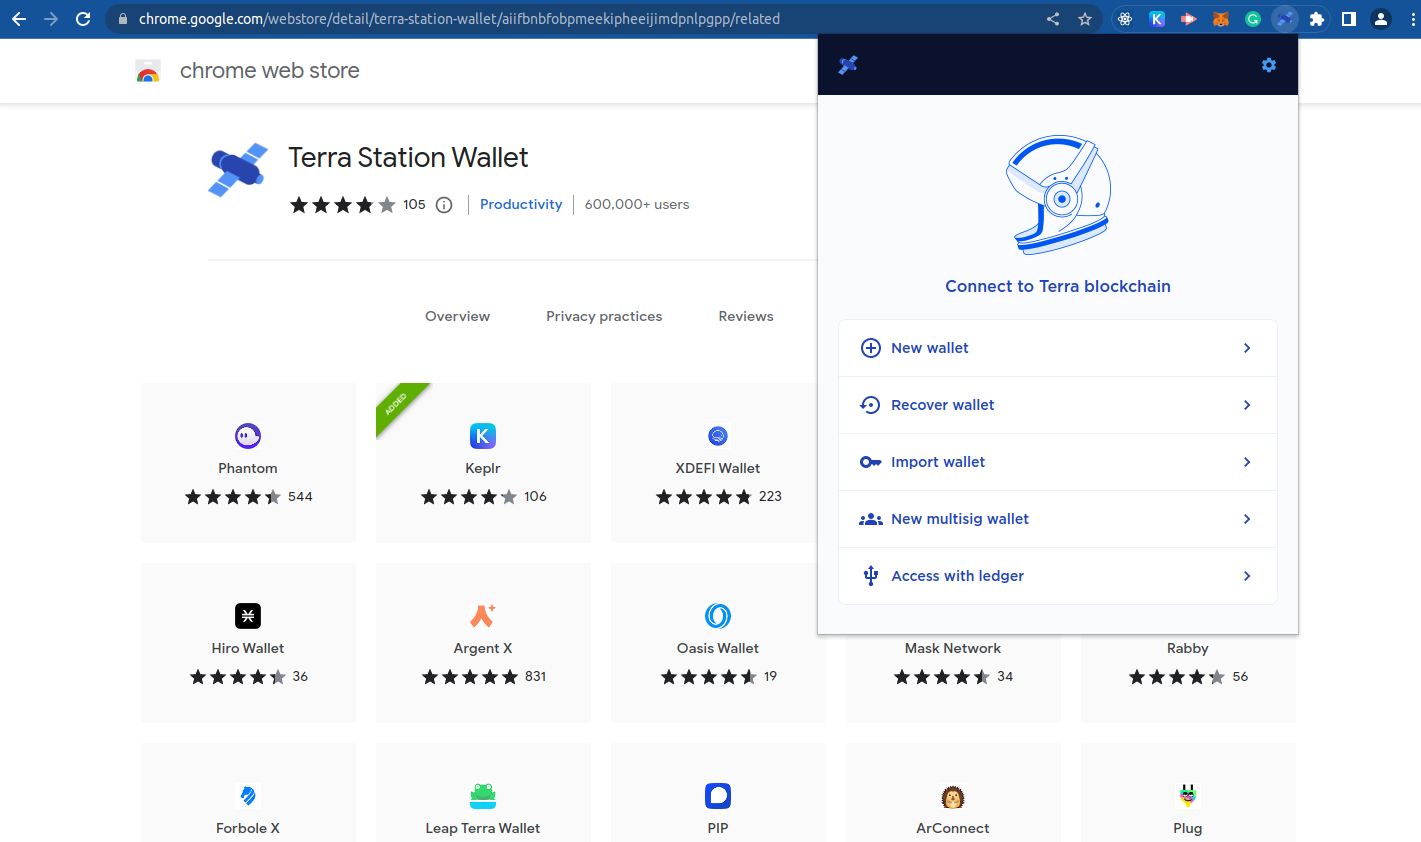 chrome.google.com/webstore/detail/terra-station-wallet/aiifbnbfobpmeekipheeijimdpnlpgpp/related
chrome web store
Terra Station Wallet
105
Productivity
600,000+ users
Overview
Privacy practices
Reviews
Connect to Terra blockchain
New wallet
Recover wallet
Import wallet
New multisig wallet
Access with ledger
ADDED
Phantom
Keplr
XDEFI Wallet
544
106
223
Hiro Wallet
Argent X
Oasis Wallet
Mask Network
Rabby
36
831
19
34
56
Forbole X
Leap Terra Wallet
PIP
ArConnect
Plug